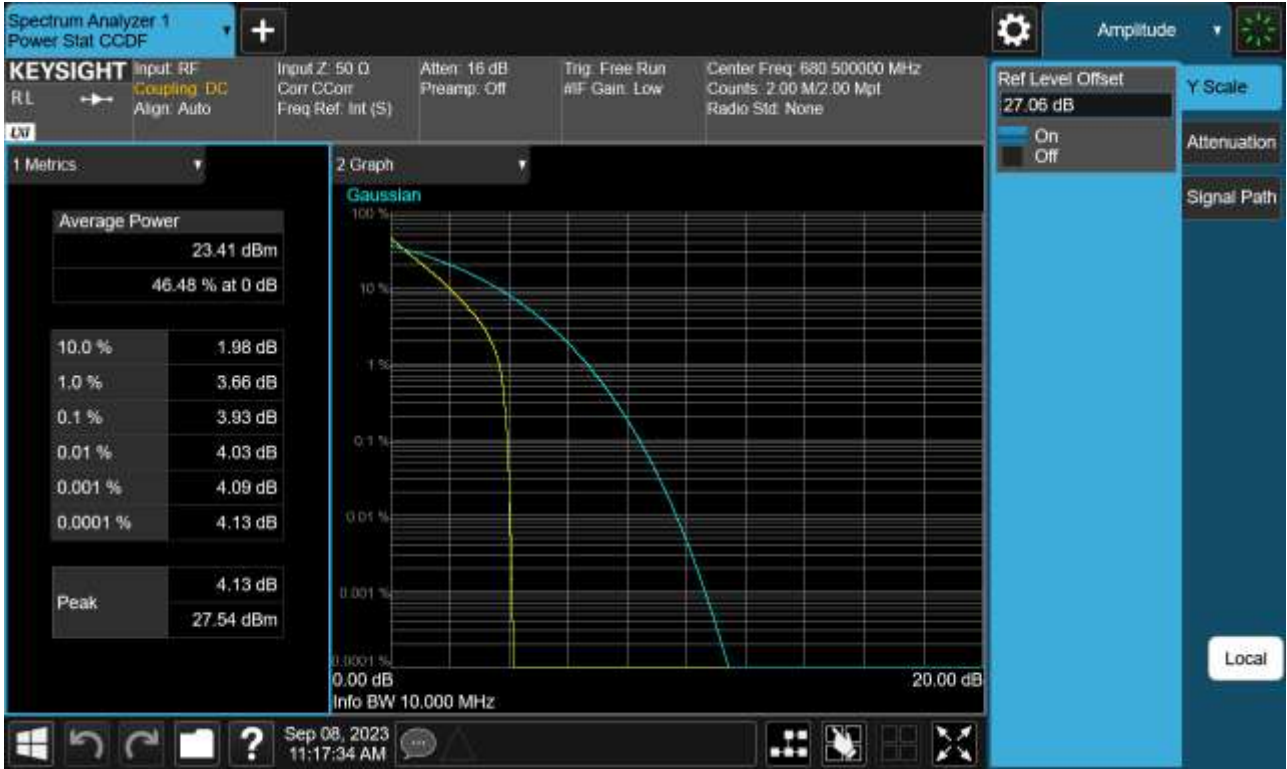 Spectrum Analyzer 1
Power Stat CCDF
+
Amplitude
KEYSIGHT
RL
LXI
Input: RF
Coupling: DC
Align: Auto
Input Z: 50 Ω
Corr CCorr
Freq Ref: Int (S)
Atten: 16 dB
Preamp: Off
Trig: Free Run
#IF Gain: Low
Center Freq: 680.500000 MHz
Counts: 2.00 M/2.00 Mpt
Radio Std: None
Ref Level Offset
27.06 dB
On
Off
Y Scale
Attenuation
Signal Path
1 Metrics
Average Power
23.41 dBm
46.48 % at 0 dB
10.0 % 1.98 dB
1.0 % 3.66 dB
0.1 % 3.93 dB
0.01 % 4.03 dB
0.001 % 4.09 dB
0.0001 % 4.13 dB
Peak
4.13 dB
27.54 dBm
2 Graph
Gaussian
100 %
10 %
1 %
0.1 %
0.01 %
0.001 %
0.0001 %
0.00 dB
20.00 dB
Info BW 10.000 MHz
Local
?
Sep 08, 2023
11:17:34 AM